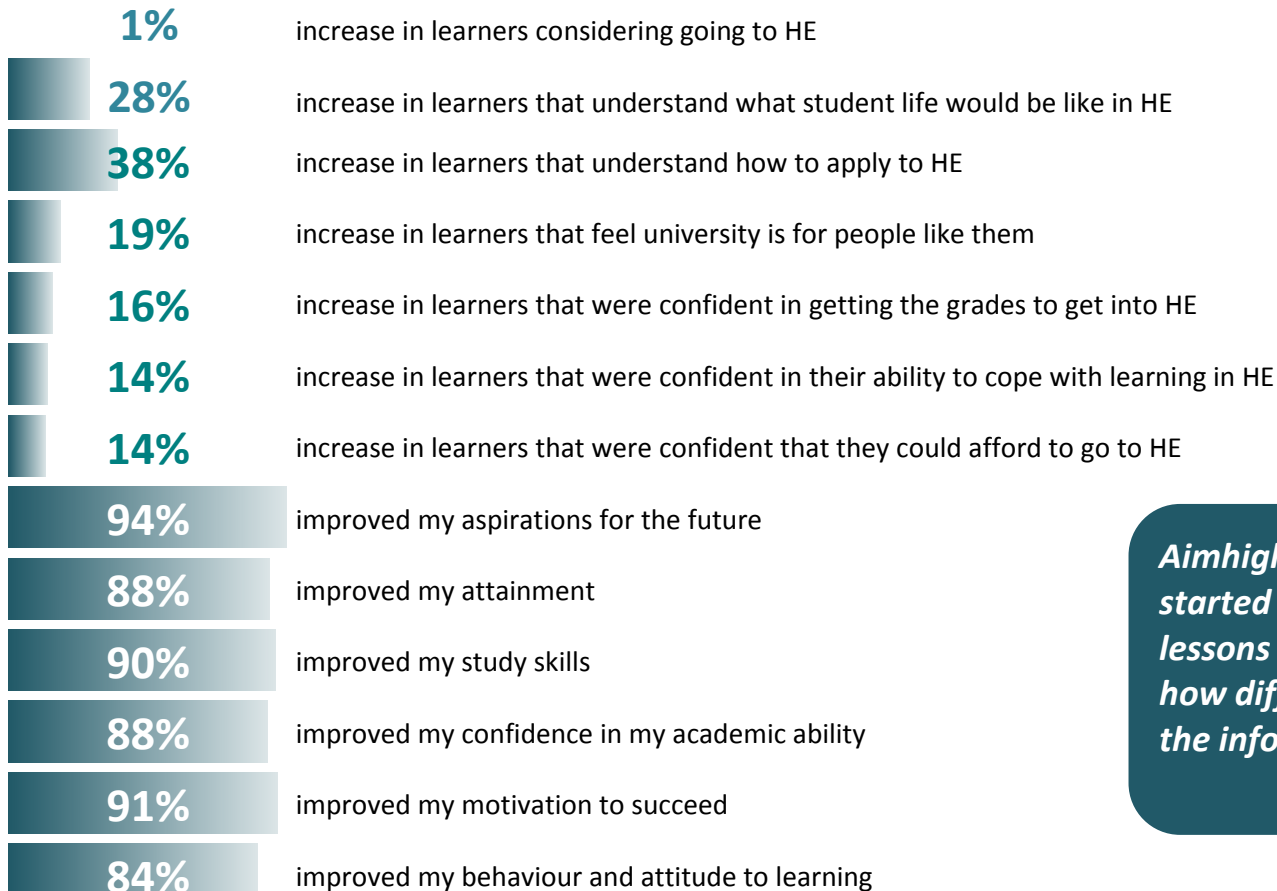 1% increase in learners considering going to HE
28% increase in learners that understand what student life would be like in HE
38% increase in learners that understand how to apply to HE
19% increase in learners that feel university is for people like them
16% increase in learners that were confident in getting the grades to get into HE
14% increase in learners that were confident in their ability to cope with learning in HE
14% increase in learners that were confident that they could afford to go to HE
94% improved my aspirations for the future
88% improved my attainment
90% improved my study skills
88% improved my confidence in my academic ability
91% improved my motivation to succeed
84% improved my behaviour and attitude to learning
started
lessons
how
the